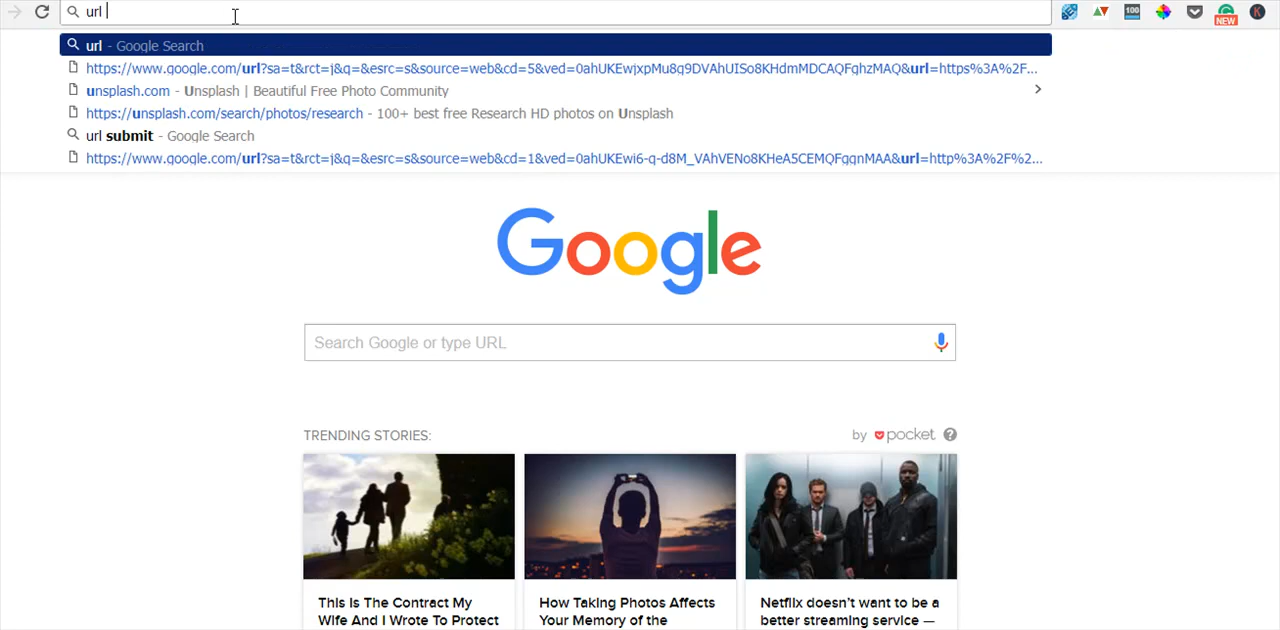 url
url - Google Search
https://www.google.com/url?sa=t&rct=j&q=&esrc=s&source=web&cd=5&ved=0ahUKEwjxpMu8g9DVAhUISo8KHdmMDCAQFghzMAQ&url=https%3A%2F...
unsplash.com - Unsplash | Beautiful Free Photo Community
https://unsplash.com/search/photos/research - 100+ best free Research HD photos on Unsplash
url submit - Google Search
https://www.google.com/url?sa=t&rct=j&q=&esrc=s&source=web&cd=1&ved=0ahUKEwi6-q-d8M_VAhVENo8KHeA5CEMQFggnMAA&url=http%3A%2F%2...
100
NEW
K
Google
Search Google or type URL
TRENDING STORIES:
by pocket ?
This Is The Contract My
Wife And I Wrote To Protect
How Taking Photos Affects
Your Memory of the
Netflix doesn't want to be a
better streaming service —